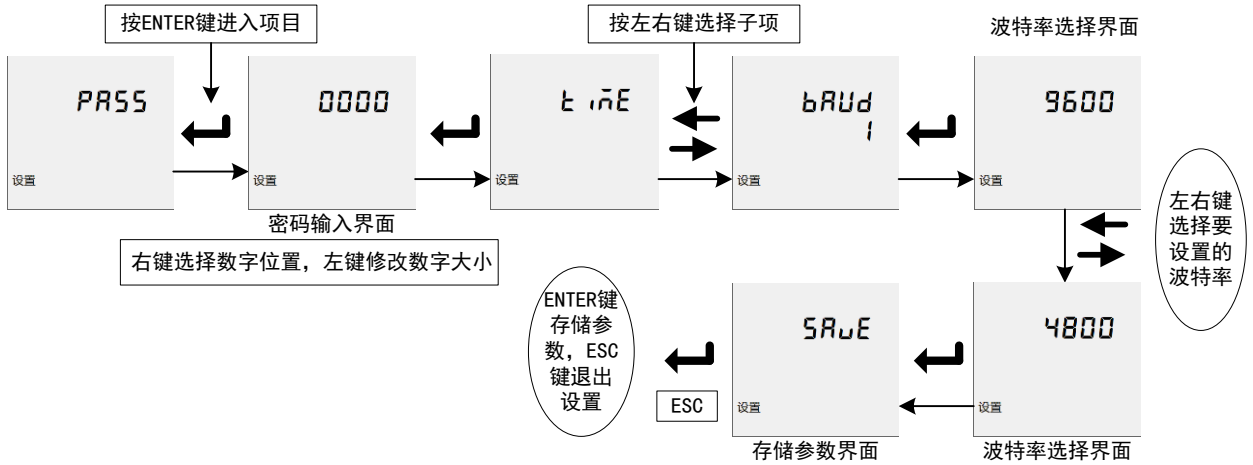 按ENTER键进入项目
按左右键选择子项
波特率选择界面
PASS
0000
timE
bAUd
1
9600
设置
设置
设置
设置
设置
密码输入界面
右键选择数字位置，左键修改数字大小
左右键
选择要
设置的
波特率
ENTER键
存储参
数，ESC
键退出
设置
ESC
SAvE
4800
设置
设置
存储参数界面
波特率选择界面